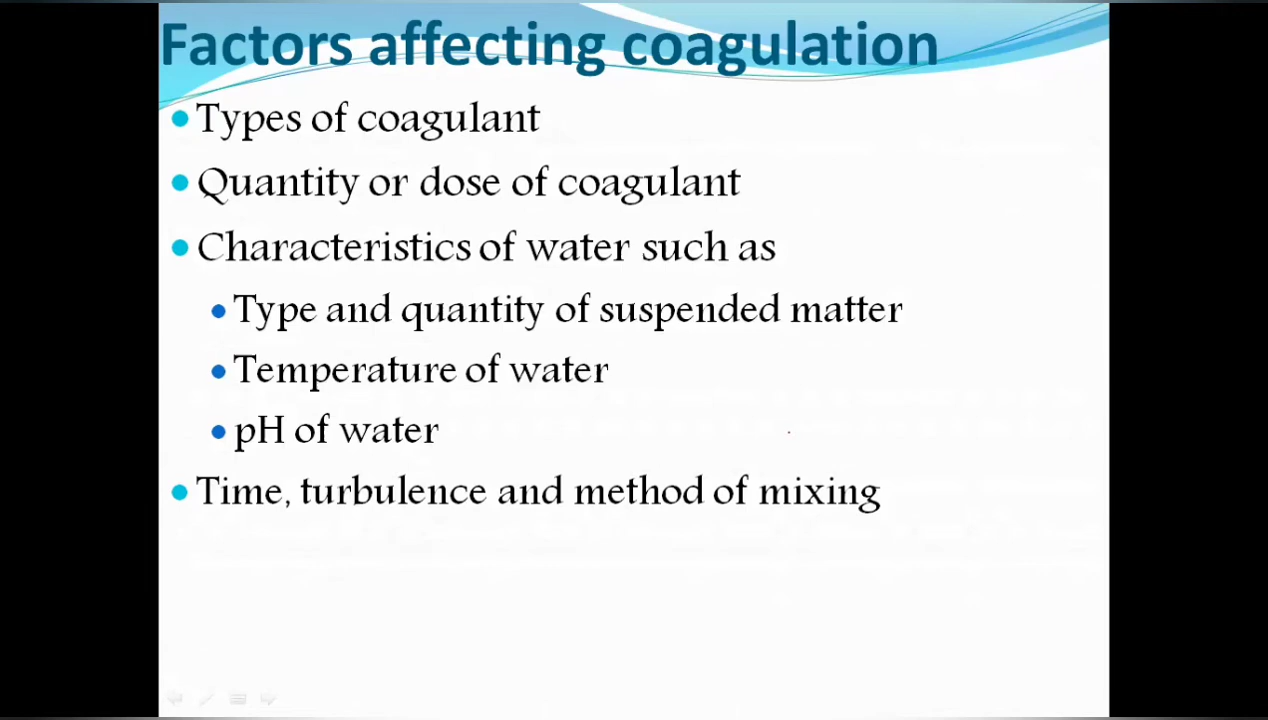 Factors affecting coagulation
Types of coagulant
Quantity or dose of coagulant
Characteristics of water such as
Type and quantity of suspended matter
Temperature of water
pH of water
Time, turbulence and method of mixing